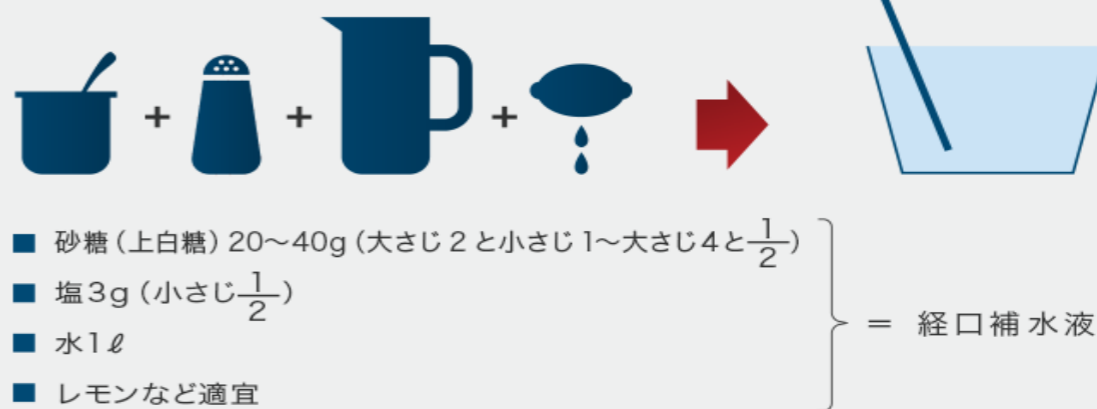 + + +
■ 砂糖（上白糖）20～40g（大さじ2と小さじ1～大さじ4と1/2）
■ 塩3g（小さじ1/2）
■ 水1ℓ
■ レモンなど適宜
＝ 経口補水液